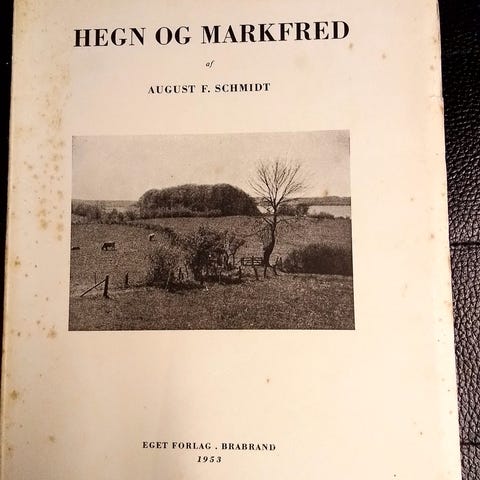 HEGN OG MARKFRED
af
AUGUST F. SCHMIDT
EGET FORLAG . BRABRAND
1953